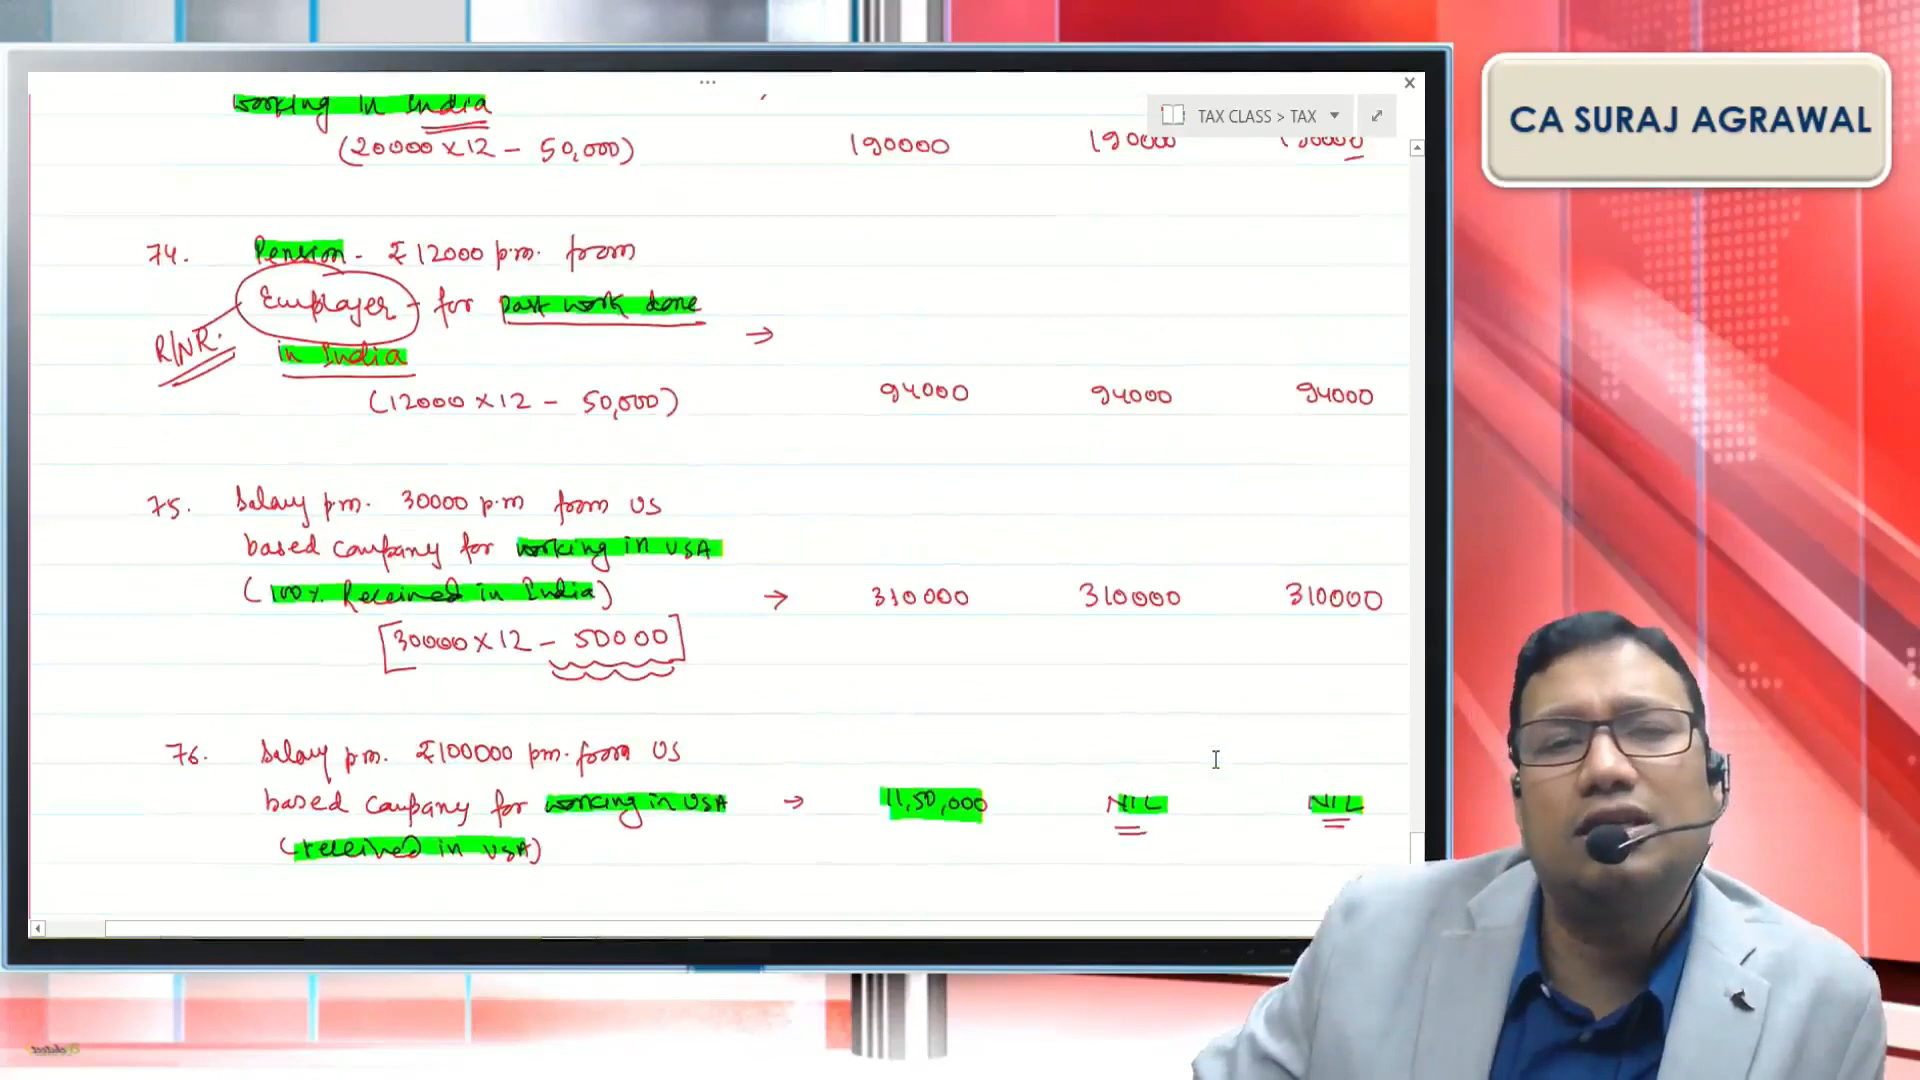 CA SURAJ AGRAWAL
TAX CLASS > TAX
working in India
(20000 x 12 - 50,000) 190000 190000 190000
74. Pension - ₹12000 p.m. from
Employer - for past work done
R/NR.
in India →
(12000 x 12 - 50,000) 94000 94000 94000
75. Salary p.m. 30000 p.m from US
based company for working in USA
(100% Received in India) → 310000 310000 310000
[30000 x 12 - 50000]
76. Salary p.m. ₹100000 pm. from US
based company for working in USA → 11,50,000 NIL NIL
(received in USA)